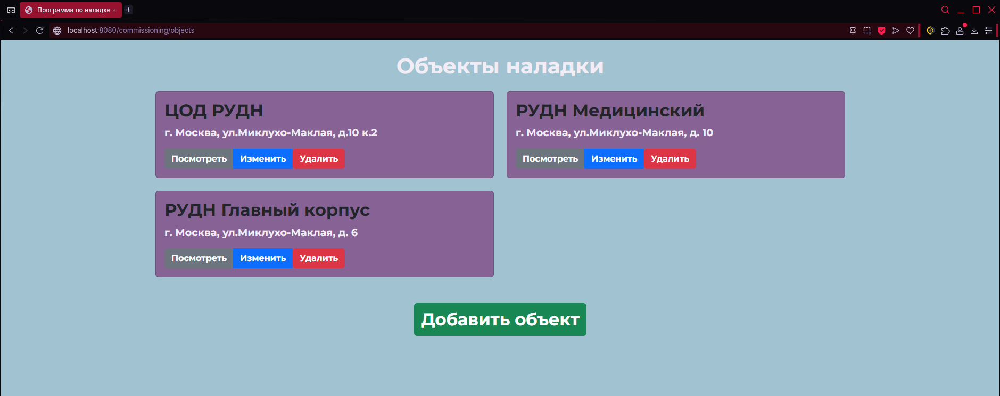 Программа по наладке в
localhost:8080/commissioning/objects
Объекты наладки
ЦОД РУДН
г. Москва, ул.Миклухо-Маклая, д.10 к.2
Посмотреть Изменить Удалить
РУДН Медицинский
г. Москва, ул.Миклухо-Маклая, д. 10
Посмотреть Изменить Удалить
РУДН Главный корпус
г. Москва, ул.Миклухо-Маклая, д. 6
Посмотреть Изменить Удалить
Добавить объект